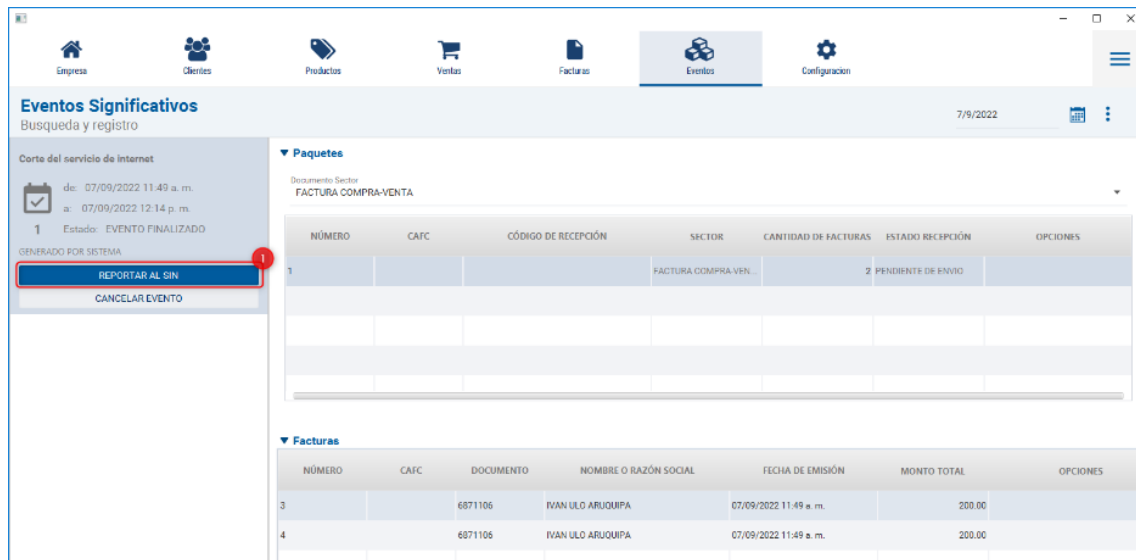 Empresa Clientes Productos Ventas Facturas Eventos Configuracion
Eventos Significativos
Busqueda y registro
7/9/2022
Corte del servicio de internet
de: 07/09/2022 11:49 a. m.
a: 07/09/2022 12:14 p. m.
1 Estado: EVENTO FINALIZADO
GENERADO POR SISTEMA
1
REPORTAR AL SIN
CANCELAR EVENTO
Paquetes
Documento Sector
FACTURA COMPRA-VENTA
NÚMERO CAFC CÓDIGO DE RECEPCIÓN SECTOR CANTIDAD DE FACTURAS ESTADO RECEPCIÓN OPCIONES
1 FACTURA COMPRA-VEN... 2 PENDIENTE DE ENVIO
Facturas
NÚMERO CAFC DOCUMENTO NOMBRE O RAZÓN SOCIAL FECHA DE EMISIÓN MONTO TOTAL OPCIONES
3 6871106 IVAN ULO ARUQUIPA 07/09/2022 11:49 a. m. 200.00
4 6871106 IVAN ULO ARUQUIPA 07/09/2022 11:49 a. m. 200.00